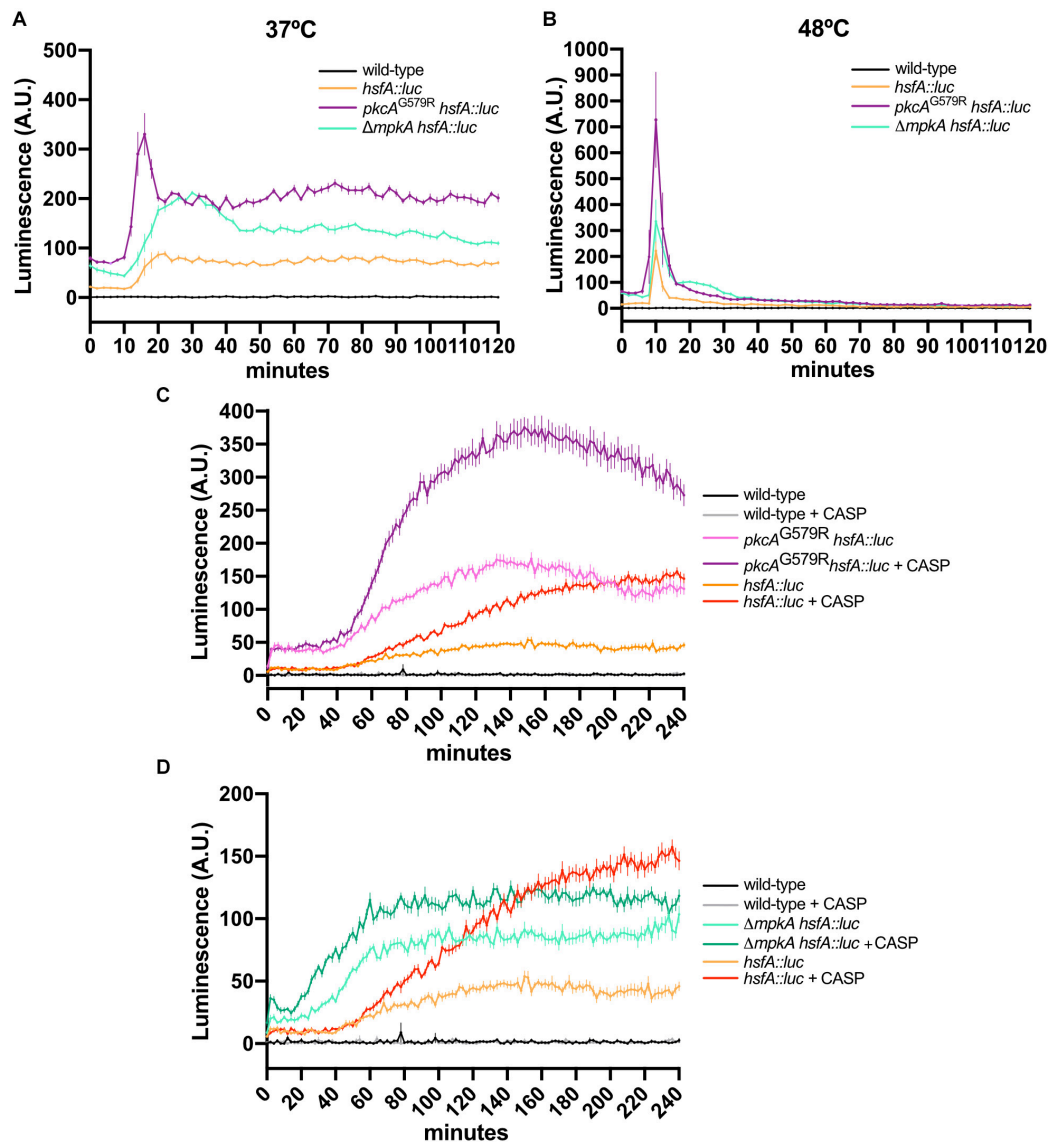 A
37ºC
500
400
300
200
100
0
Luminescence (A.U.)
wild-type
hsfA::luc
pkcAG579R hsfA::luc
ΔmpkA hsfA::luc
0 10 20 30 40 50 60 70 80 90 100110120
minutes
B
48ºC
1000
900
800
700
600
500
400
300
200
100
0
Luminescence (A.U.)
wild-type
hsfA::luc
pkcAG579R hsfA::luc
ΔmpkA hsfA::luc
0 10 20 30 40 50 60 70 80 90 100110120
minutes
C
400
350
300
250
200
150
100
50
0
Luminescence (A.U.)
wild-type
wild-type + CASP
pkcAG579R hsfA::luc
pkcAG579RhsfA::luc + CASP
hsfA::luc
hsfA::luc + CASP
0 20 40 60 80 100 120 140 160 180 200 220 240
minutes
D
200
150
100
50
0
Luminescence (A.U.)
wild-type
wild-type + CASP
ΔmpkA hsfA::luc
ΔmpkA hsfA::luc + CASP
hsfA::luc
hsfA::luc + CASP
0 20 40 60 80 100 120 140 160 180 200 220 240
minutes